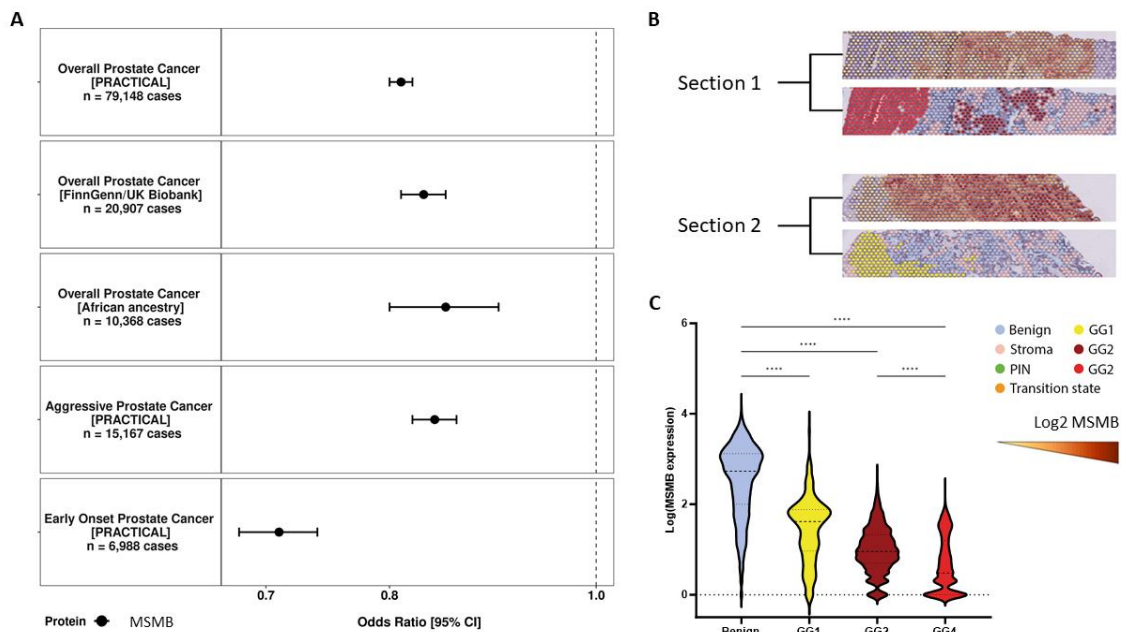 A
Overall Prostate Cancer
[PRACTICAL]
n = 79,148 cases
Overall Prostate Cancer
[FinnGenn/UK Biobank]
n = 20,907 cases
Overall Prostate Cancer
[African ancestry]
n = 10,368 cases
Aggressive Prostate Cancer
[PRACTICAL]
n = 15,167 cases
Early Onset Prostate Cancer
[PRACTICAL]
n = 6,988 cases
0.7 0.8 1.0
Protein MSMB Odds Ratio [95% CI]
B
Section 1
Section 2
C
6
4
2
0
Log(MSMB expression)
****
****
**** ****
Benign GG1
Stroma GG2
PIN GG2
Transition state
Log2 MSMB
Benign GG1 GG4